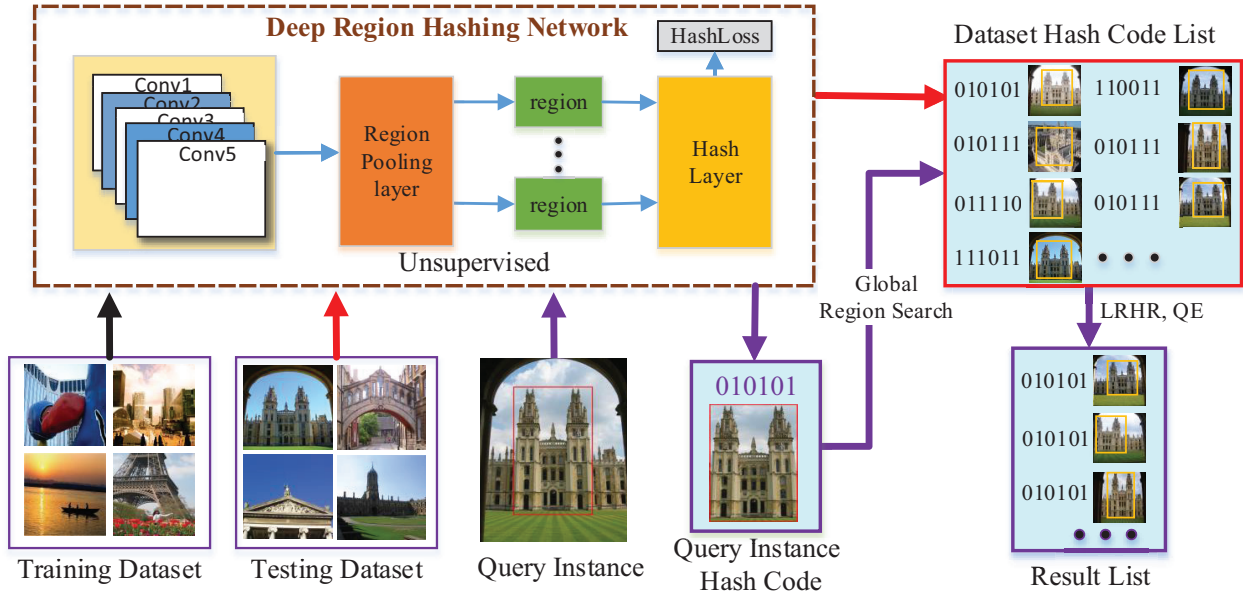 Deep Region Hashing Network
HashLoss
Conv1
Conv2
Conv3
Conv4
Conv5
Region
Pooling
layer
region
region
Hash
Layer
Unsupervised
Dataset Hash Code List
010101
110011
010111
010111
011110
010111
111011
Global
Region Search
LRHR, QE
010101
010101
010101
010101
Training Dataset
Testing Dataset
Query Instance
Query Instance
Hash Code
Result List